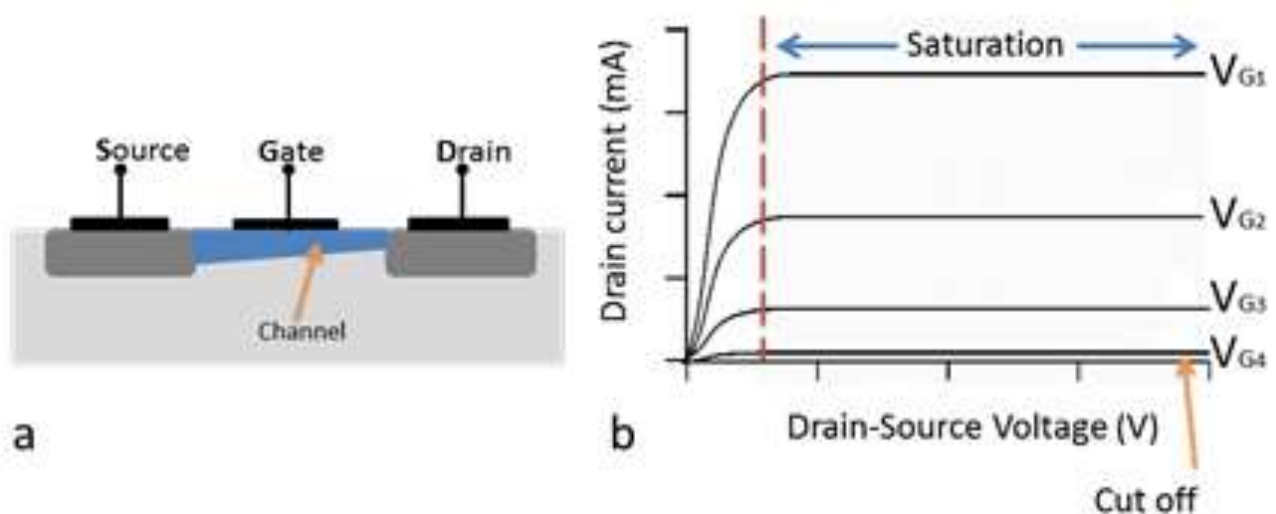 Source Gate Drain
Channel
a
Drain current (mA)
Saturation
VG1
VG2
VG3
VG4
Drain-Source Voltage (V)
Cut off
b